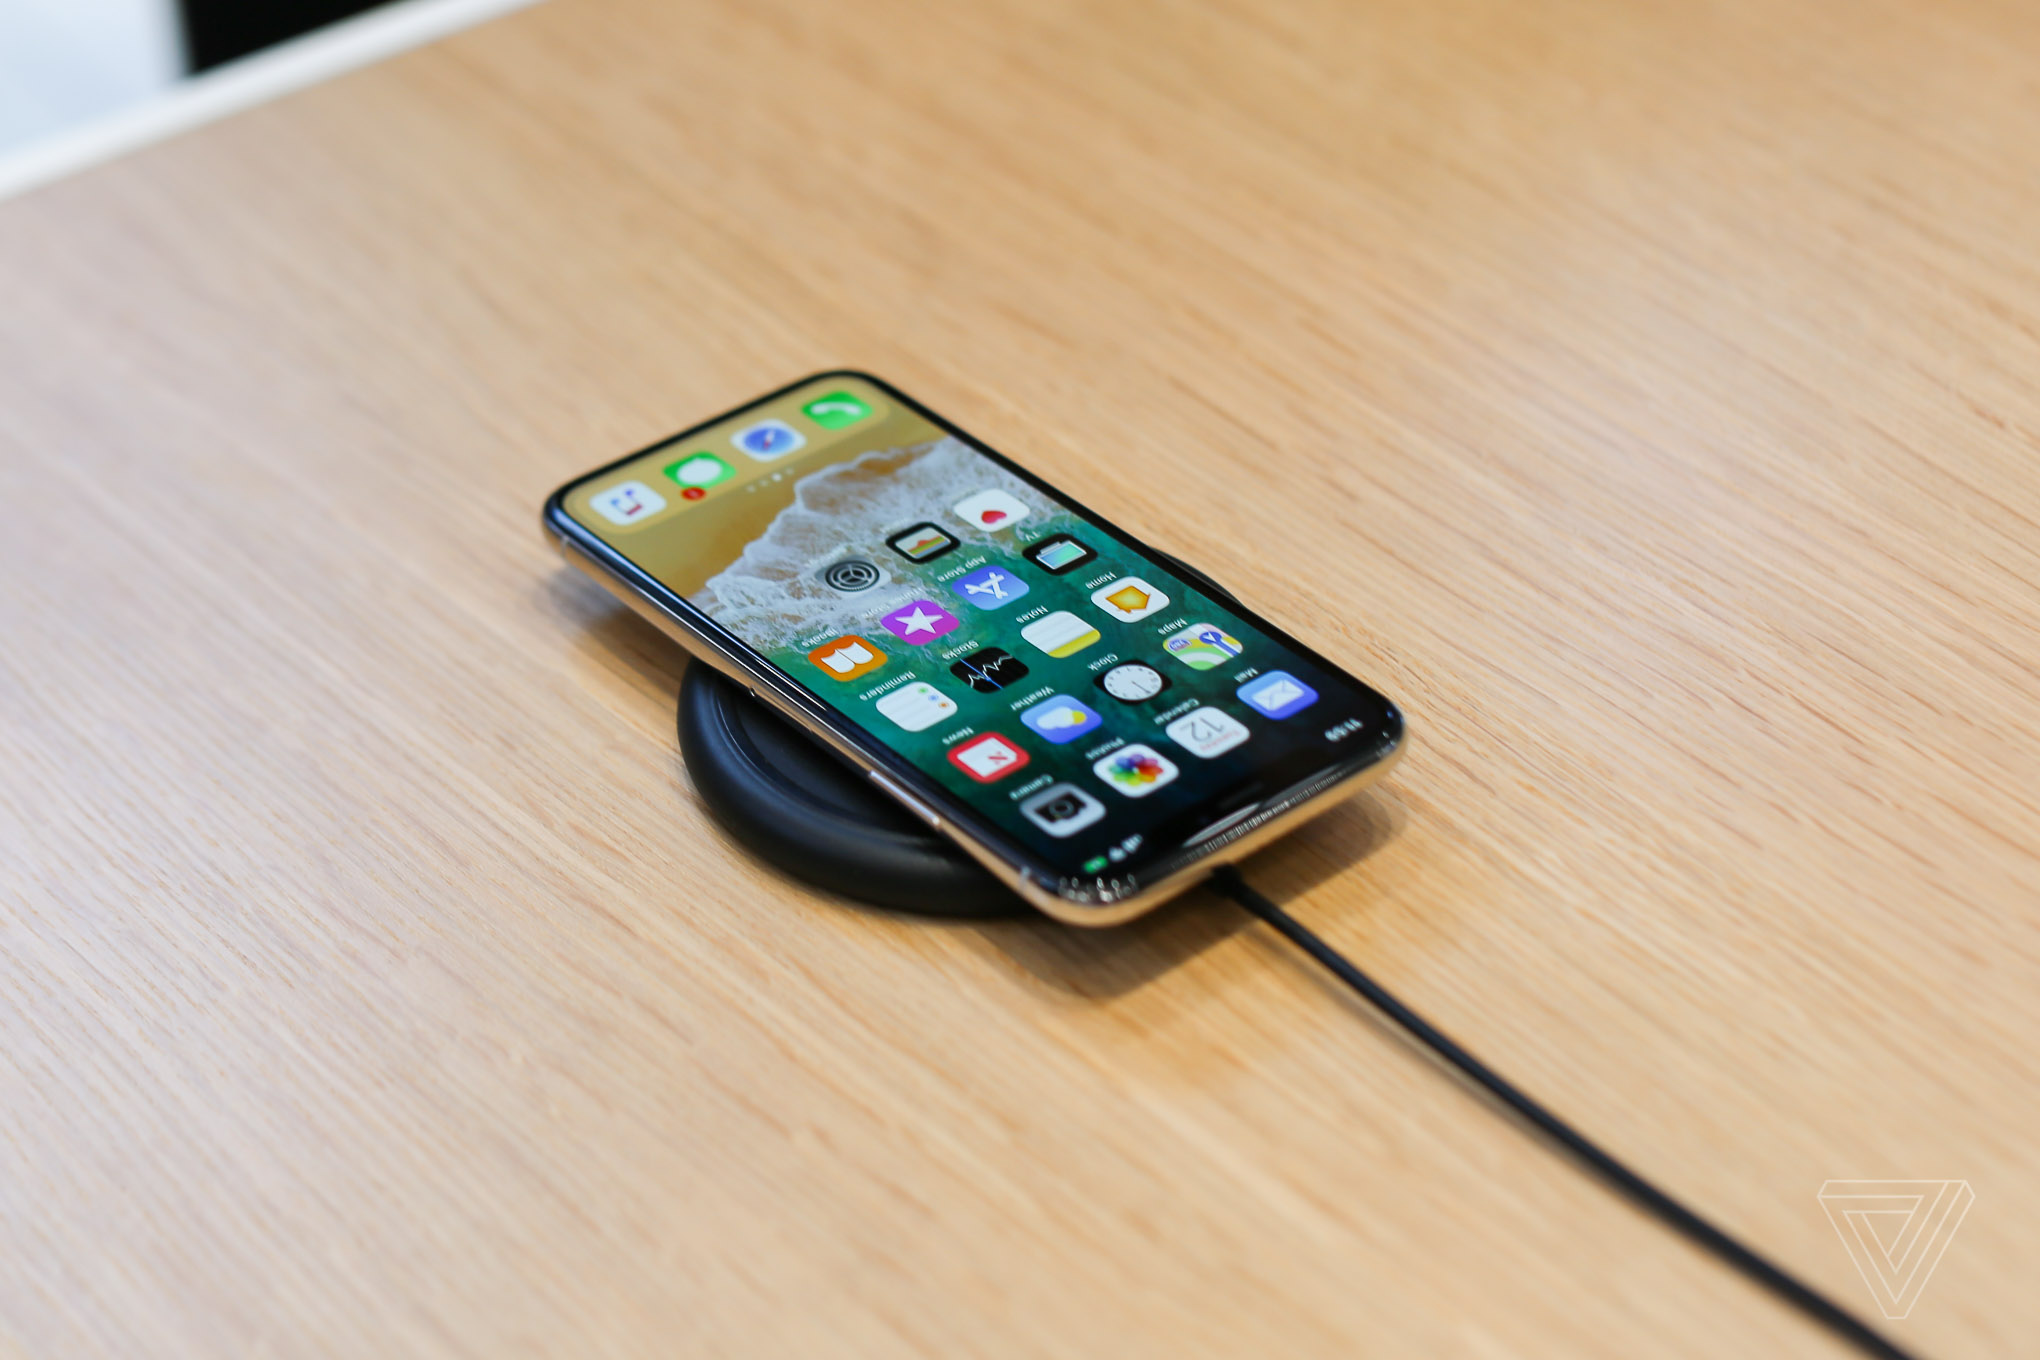 11:59
Mail
Calendar
Photos
Camera
Maps
Clock
Weather
News
Home
Notes
Stocks
Reminders
TV
App Store
iTunes Store
iBooks
Tuesday
12